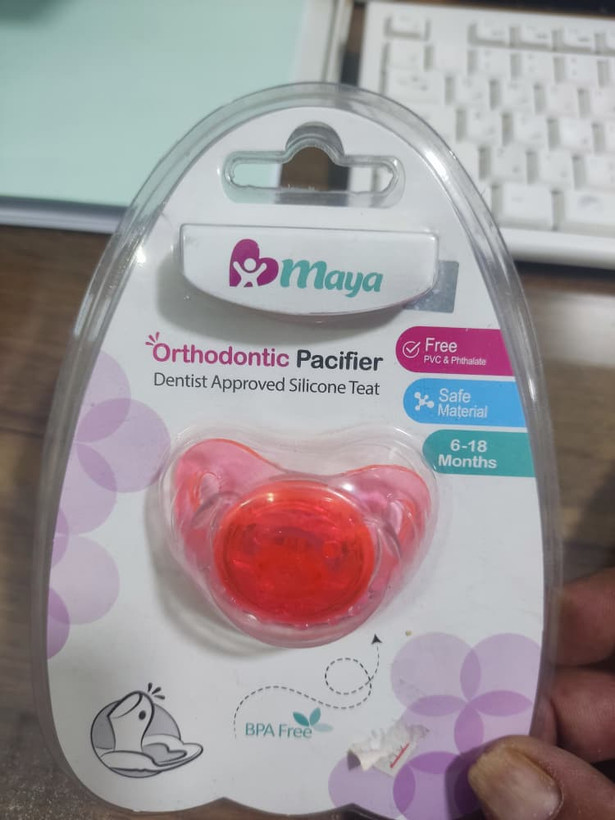 maya
Orthodontic Pacifier
Dentist Approved Silicone Teat
Free
PVC & Phthalate
Safe
Material
6-18
Months
BPA Free